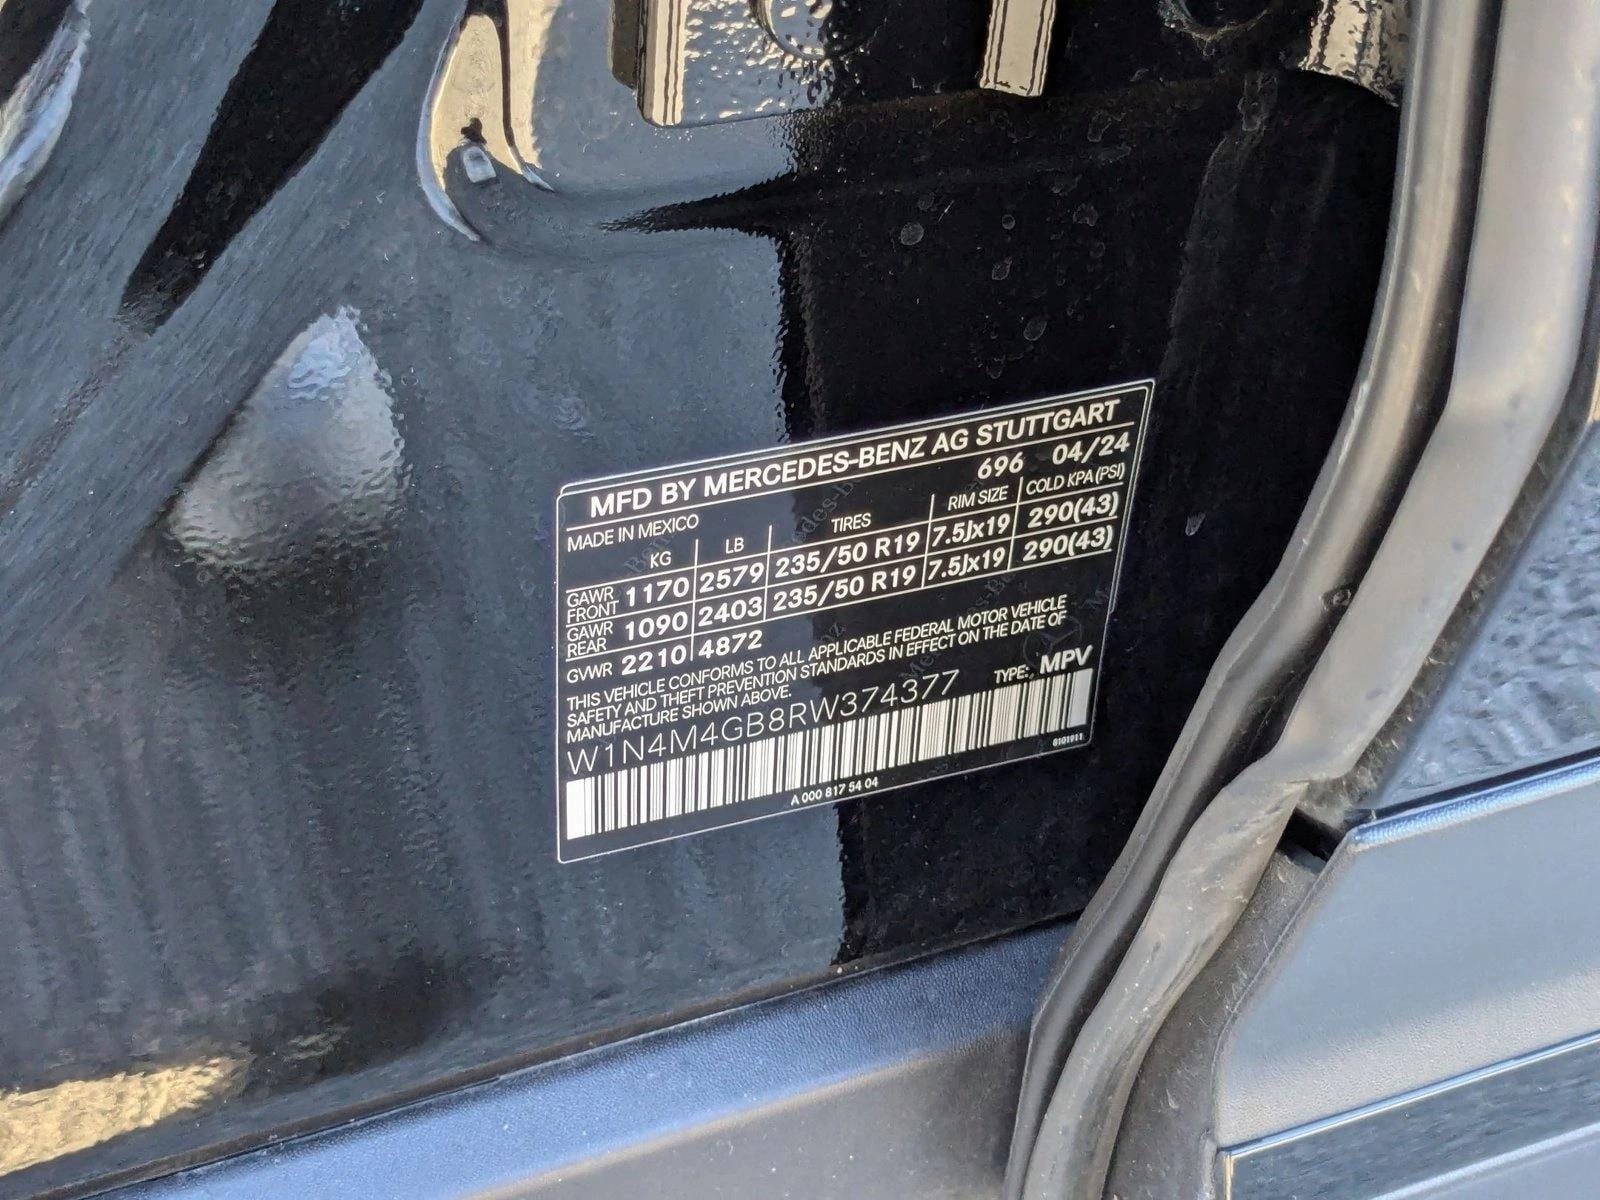 MFD BY MERCEDES-BENZ AG STUTTGART
MADE IN MEXICO 696 04/24
KG LB TIRES RIM SIZE COLD KPA (PSI)
GAWR FRONT 1170 2579 235/50 R19 7.5Jx19 290(43)
GAWR REAR 1090 2403 235/50 R19 7.5Jx19 290(43)
GVWR 2210 4872
THIS VEHICLE CONFORMS TO ALL APPLICABLE FEDERAL MOTOR VEHICLE
SAFETY AND THEFT PREVENTION STANDARDS IN EFFECT ON THE DATE OF
MANUFACTURE SHOWN ABOVE.
TYPE: MPV
W1N4M4GB8RW374377
A 000 817 54 04
8101911